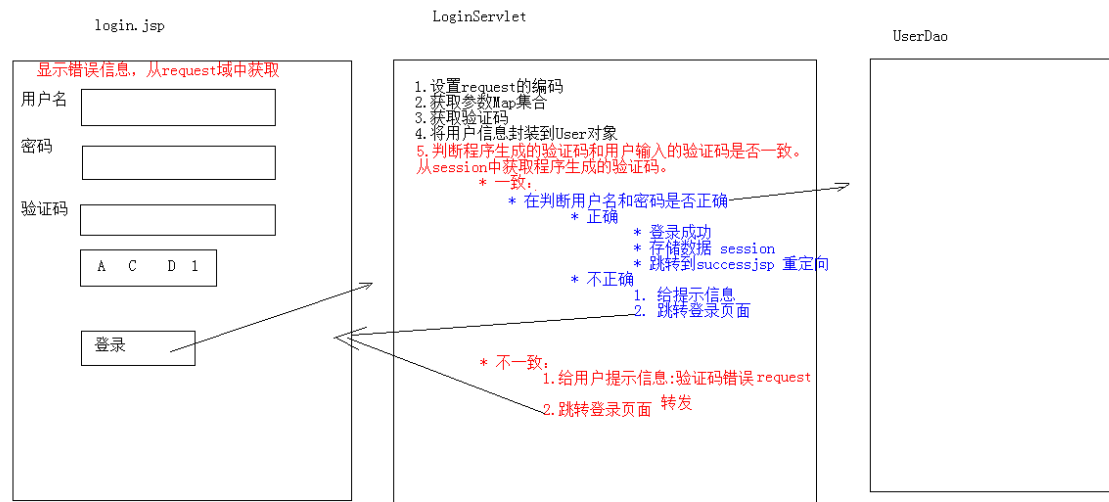 login.jsp
LoginServlet
UserDao
显示错误信息，从request域中获取
用户名
密码
验证码
A C D 1
登录
1.设置request的编码
2.获取参数Map集合
3.获取验证码
4.将用户信息封装到User对象
5.判断程序生成的验证码和用户输入的验证码是否一致。
从session中获取程序生成的验证码。
* 一致:
* 在判断用户名和密码是否正确
* 正确
* 登录成功
* 存储数据 session
* 跳转到successjsp 重定向
* 不正确
1. 给提示信息
2. 跳转登录页面
* 不一致:
1.给用户提示信息:验证码错误 request
2.跳转登录页面 转发